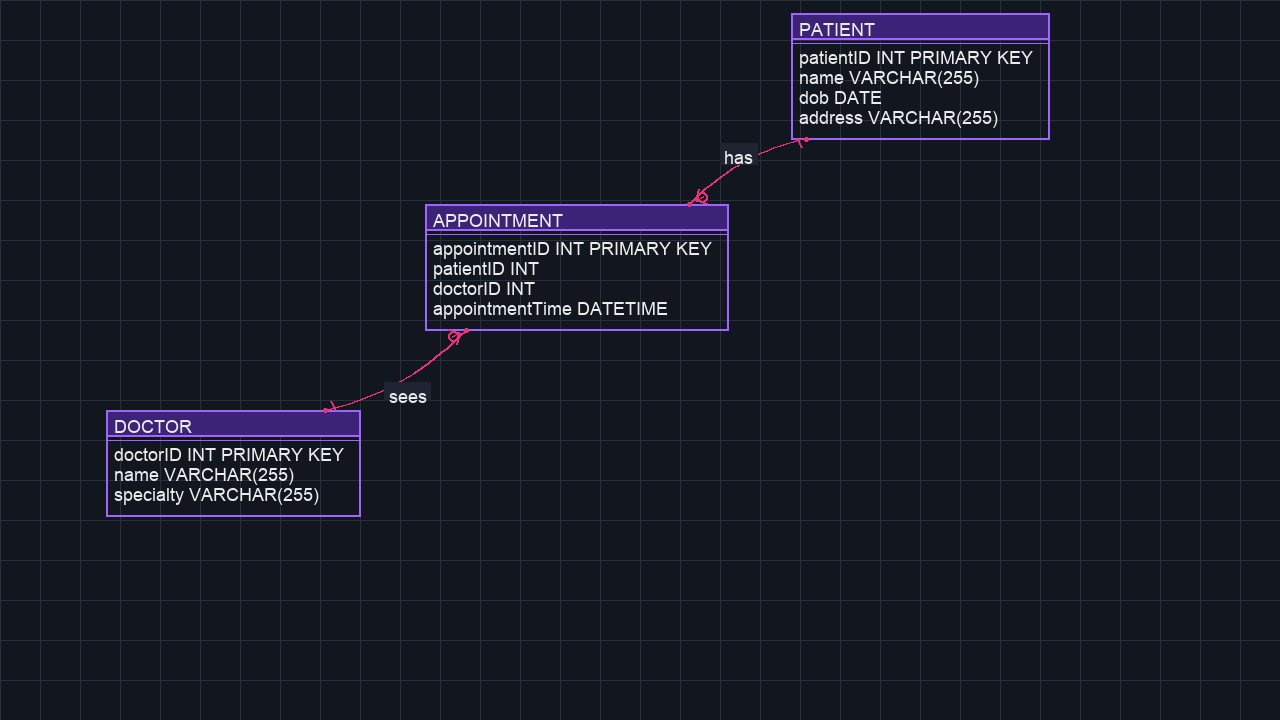 PATIENT
patientID INT PRIMARY KEY
name VARCHAR(255)
dob DATE
address VARCHAR(255)
has
APPOINTMENT
appointmentID INT PRIMARY KEY
patientID INT
doctorID INT
appointmentTime DATETIME
sees
DOCTOR
doctorID INT PRIMARY KEY
name VARCHAR(255)
specialty VARCHAR(255)